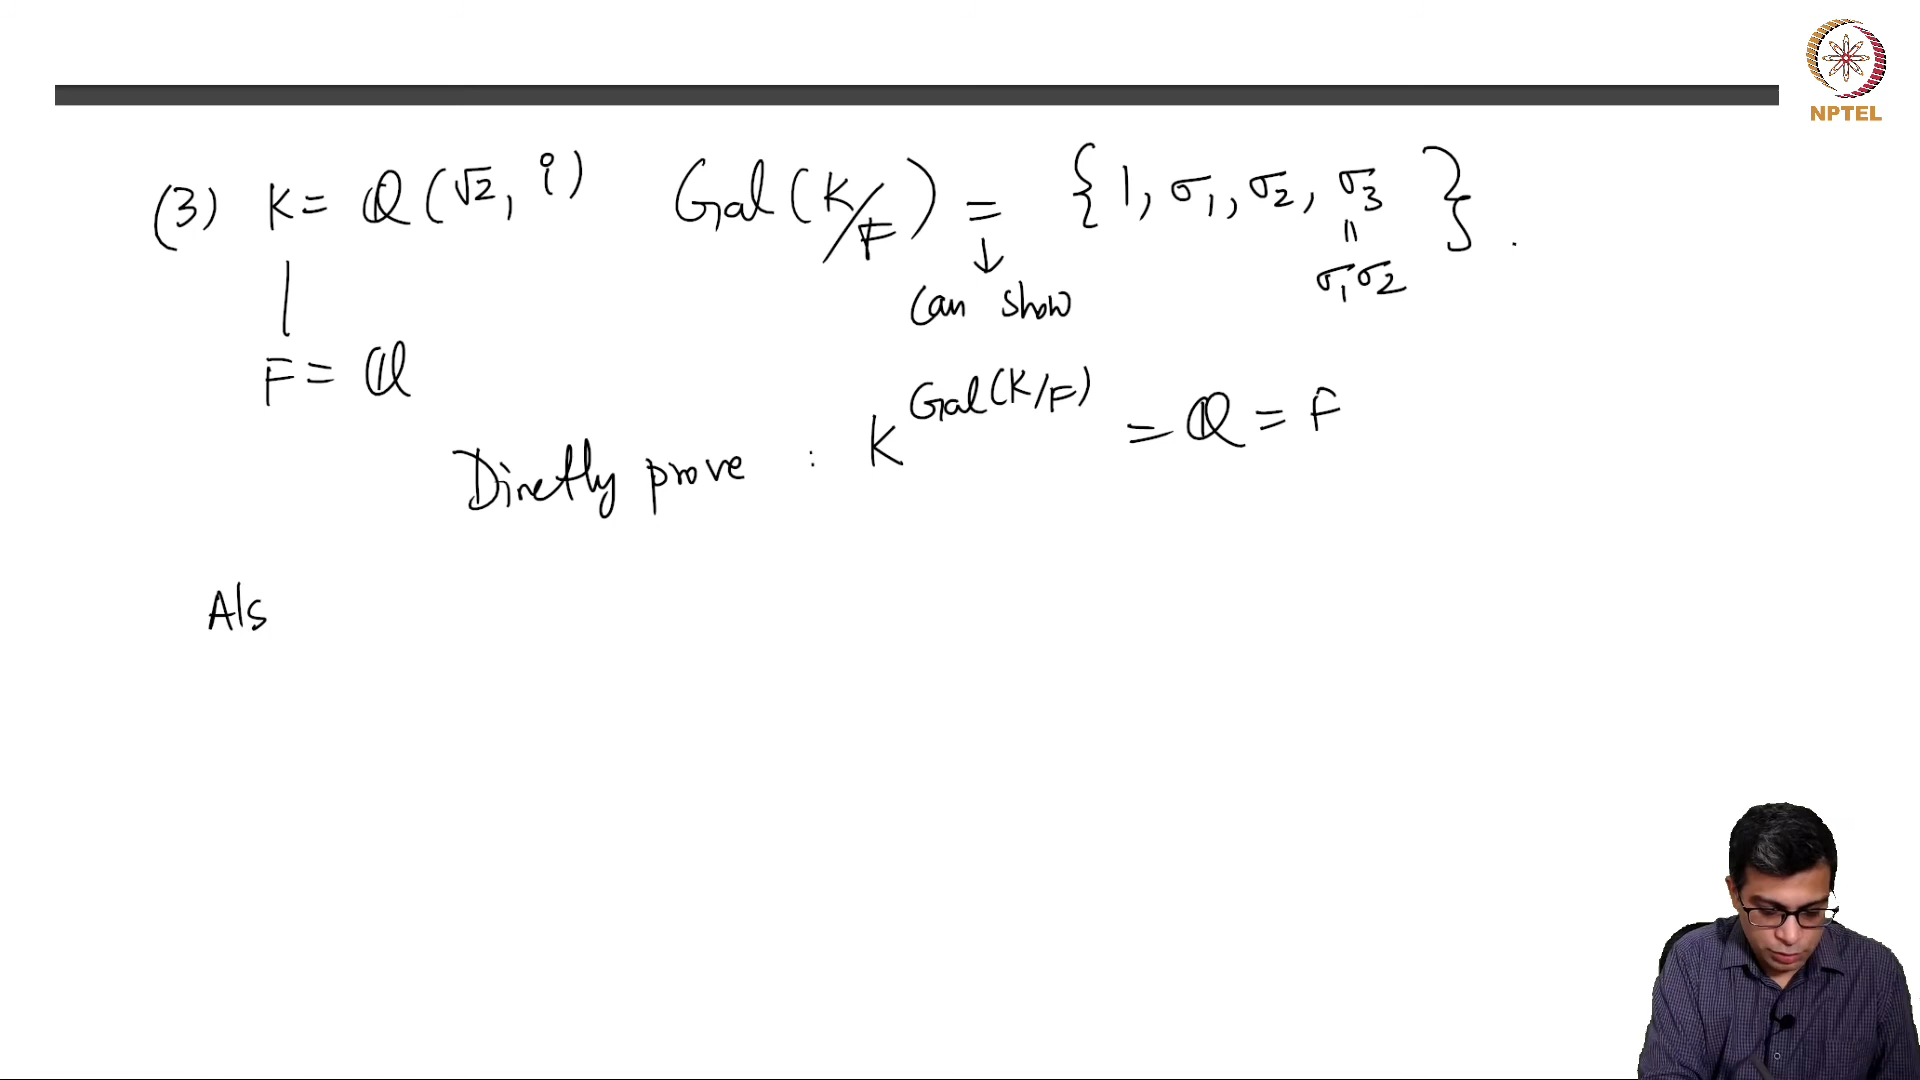 NPTEL
(3) K = Q(√2, i) Gal(K/F) = {1, σ1, σ2, σ3}.
|| σ1σ2
↓ can show
F = Q
Directly prove : K^Gal(K/F) = Q = F
Als